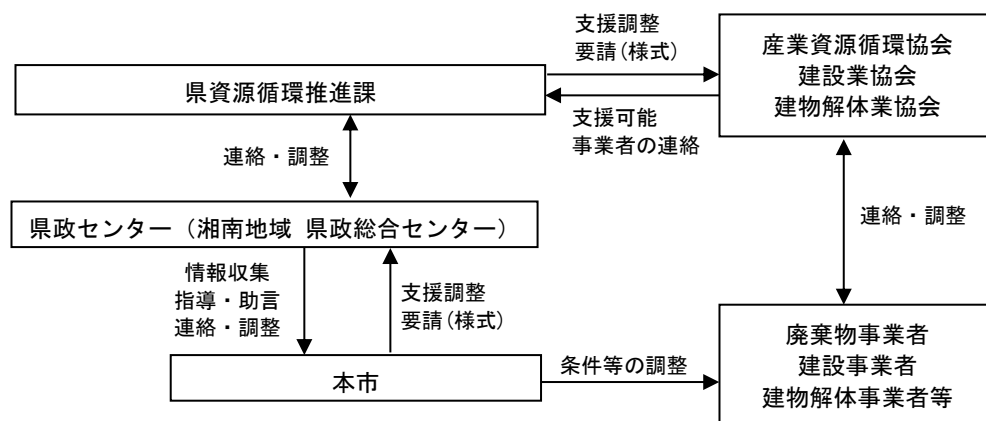 支援調整
要請(様式)
産業資源循環協会
建設業協会
建物解体業協会
県資源循環推進課
支援可能
事業者の連絡
連絡・調整
県政センター（湘南地域 県政総合センター）
連絡・調整
情報収集
指導・助言
連絡・調整
支援調整
要請(様式)
本市
条件等の調整
廃棄物事業者
建設事業者
建物解体事業者等